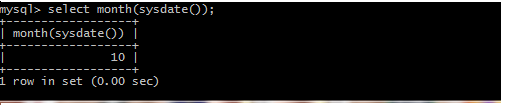 mysql> select month(sysdate());
+------------------+
| month(sysdate()) |
+------------------+
|               10 |
+------------------+
1 row in set (0.00 sec)